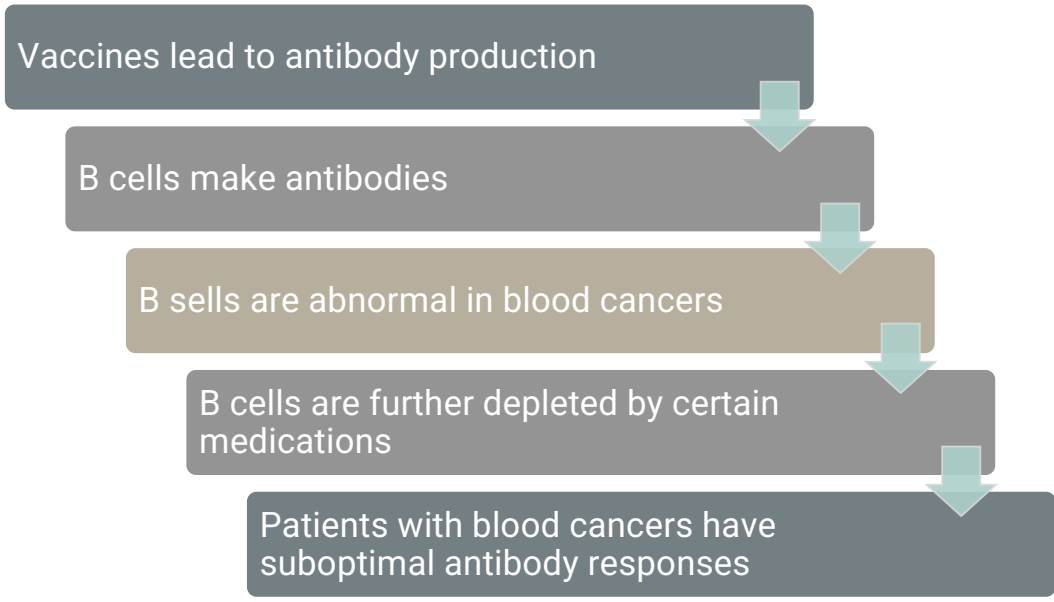 Vaccines lead to antibody production
B cells make antibodies
B sells are abnormal in blood cancers
B cells are further depleted by certain
medications
Patients with blood cancers have
suboptimal antibody responses